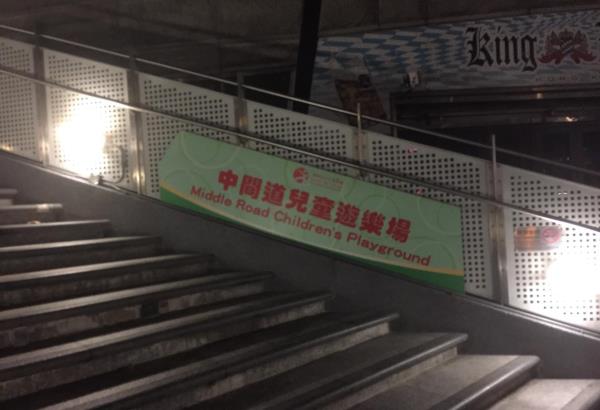 King
中間道兒童遊樂場
Middle Road Children's Playground